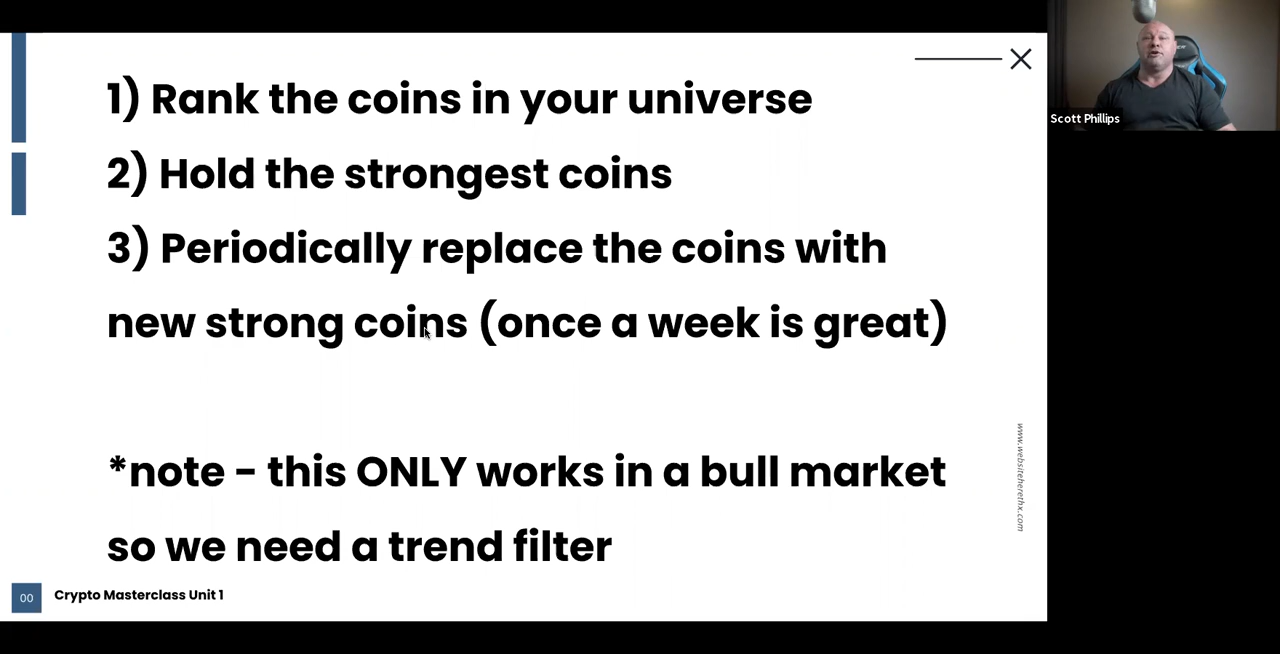 1) Rank the coins in your universe
2) Hold the strongest coins
3) Periodically replace the coins with
new strong coins (once a week is great)
*note - this ONLY works in a bull market
so we need a trend filter
www.websiteherethx.com
00 Crypto Masterclass Unit 1
Scott Phillips